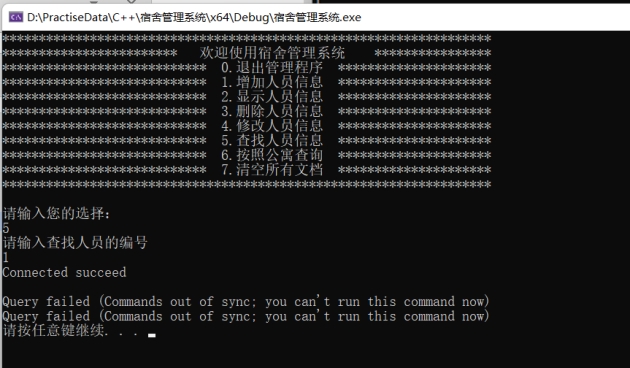 D:\PractiseData\C++\宿舍管理系统\x64\Debug\宿舍管理系统.exe
*******************************************************************
************************   欢迎使用宿舍管理系统    ****************
****************************  0.退出管理程序  *********************
****************************  1.增加人员信息  *********************
****************************  2.显示人员信息  *********************
****************************  3.删除人员信息  *********************
****************************  4.修改人员信息  *********************
****************************  5.查找人员信息  *********************
****************************  6.按照公寓查询  *********************
****************************  7.清空所有文档  *********************
*******************************************************************
请输入您的选择:
5
请输入查找人员的编号
1
Connected succeed
Query failed (Commands out of sync; you can't run this command now)
Query failed (Commands out of sync; you can't run this command now)
请按任意键继续. . .